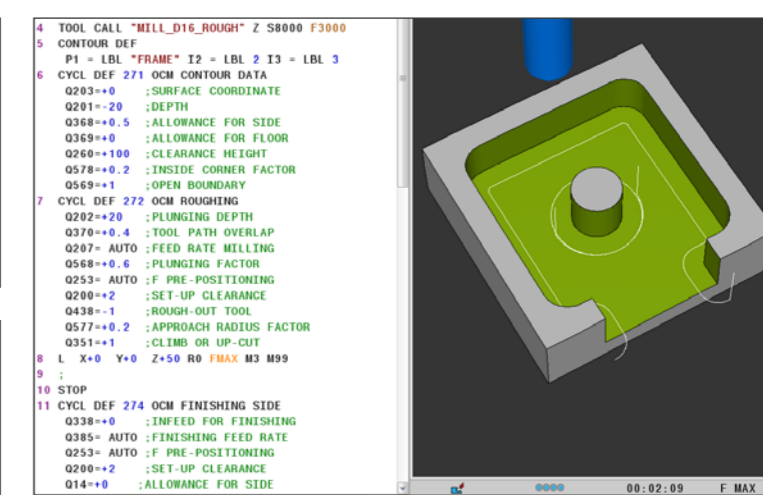 4 TOOL CALL "MILL_D16_ROUGH" Z S8000 F3000
5 CONTOUR DEF
P1 = LBL "FRAME" I2 = LBL 2 I3 = LBL 3
6 CYCL DEF 271 OCM CONTOUR DATA
Q203=+0 ;SURFACE COORDINATE
Q201=-20 ;DEPTH
Q368=+0.5 ;ALLOWANCE FOR SIDE
Q369=+0 ;ALLOWANCE FOR FLOOR
Q260=+100 ;CLEARANCE HEIGHT
Q578=+0.2 ;INSIDE CORNER FACTOR
Q569=+1 ;OPEN BOUNDARY
7 CYCL DEF 272 OCM ROUGHING
Q202=+20 ;PLUNGING DEPTH
Q370=+0.4 ;TOOL PATH OVERLAP
Q207= AUTO ;FEED RATE MILLING
Q568=+0.6 ;PLUNGING FACTOR
Q253= AUTO ;F PRE-POSITIONING
Q200=+2 ;SET-UP CLEARANCE
Q438=-1 ;ROUGH-OUT TOOL
Q577=+0.2 ;APPROACH RADIUS FACTOR
Q351=+1 ;CLIMB OR UP-CUT
8 L X+0 Y+0 Z+50 R0 FMAX M3 M99
9 ;
10 STOP
11 CYCL DEF 274 OCM FINISHING SIDE
Q338=+0 ;INFEED FOR FINISHING
Q385= AUTO ;FINISHING FEED RATE
Q253= AUTO ;F PRE-POSITIONING
Q200=+2 ;SET-UP CLEARANCE
Q14=+0 ;ALLOWANCE FOR SIDE
00:02:09 F MAX